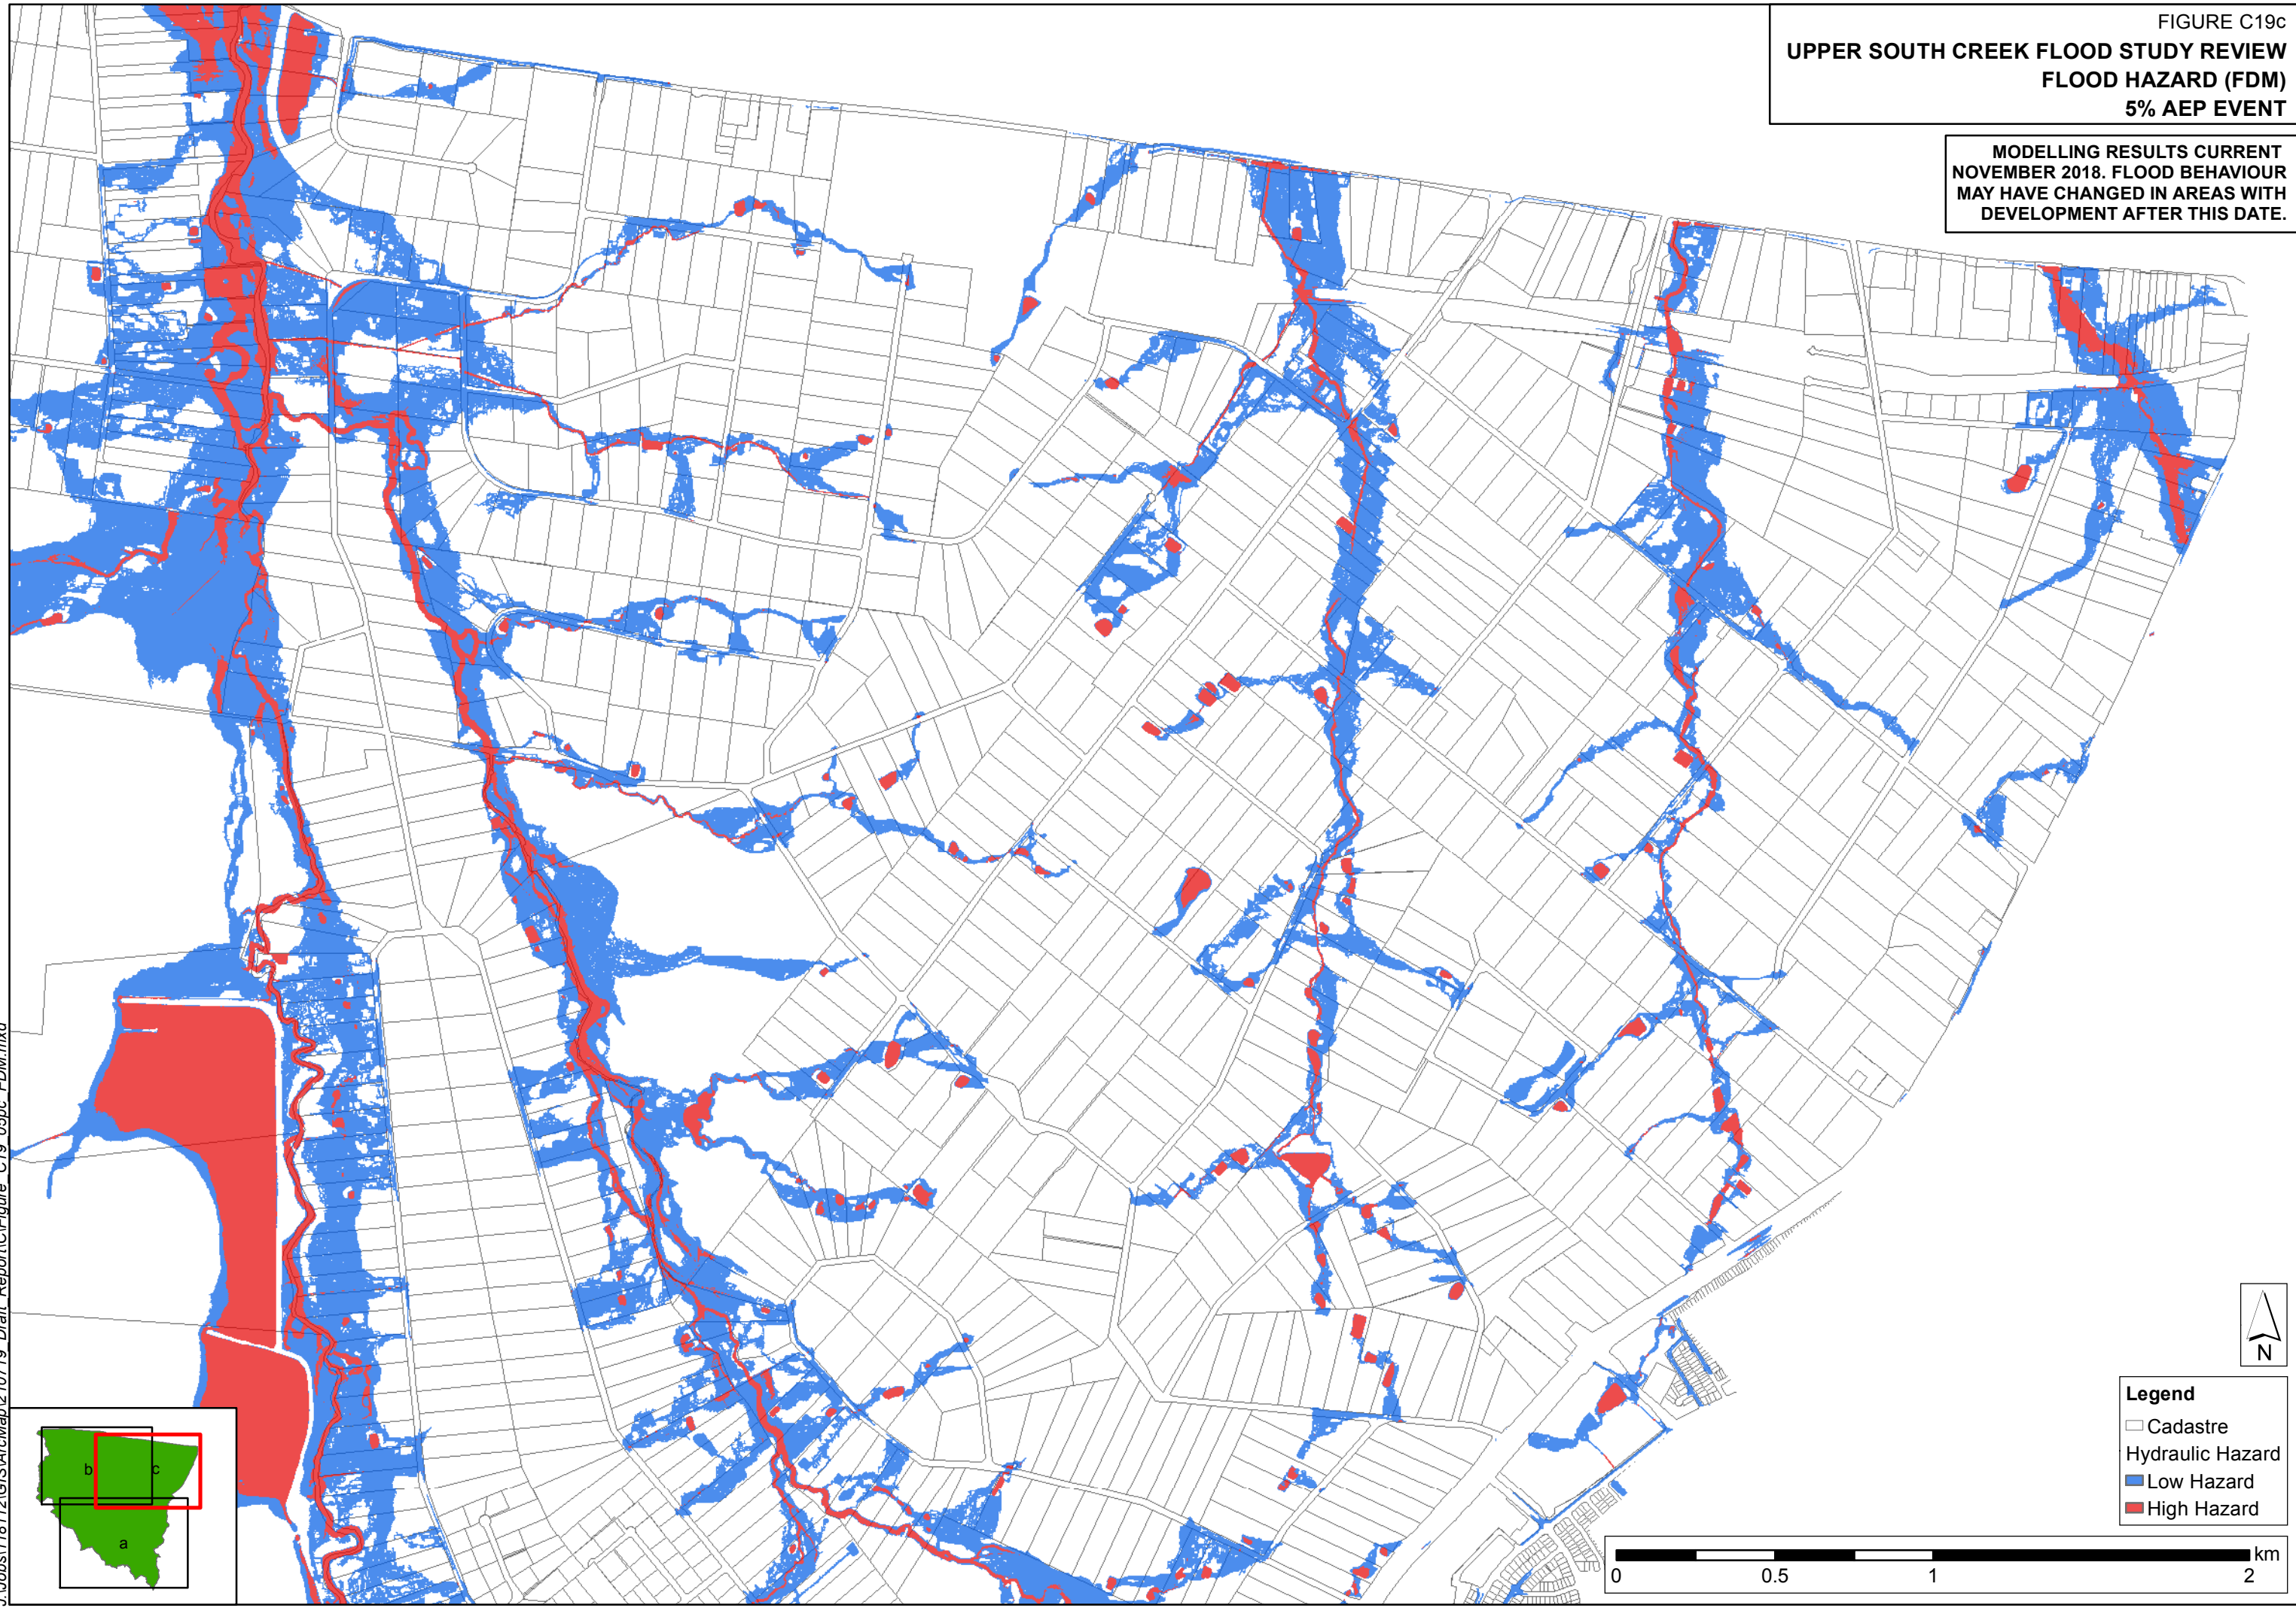 FIGURE C19c
UPPER SOUTH CREEK FLOOD STUDY REVIEW
FLOOD HAZARD (FDM)
5% AEP EVENT
MODELLING RESULTS CURRENT
NOVEMBER 2018. FLOOD BEHAVIOUR
MAY HAVE CHANGED IN AREAS WITH
DEVELOPMENT AFTER THIS DATE.
N
Legend
Cadastre
Hydraulic Hazard
Low Hazard
High Hazard
km
0 0.5 1 2
b
c
a